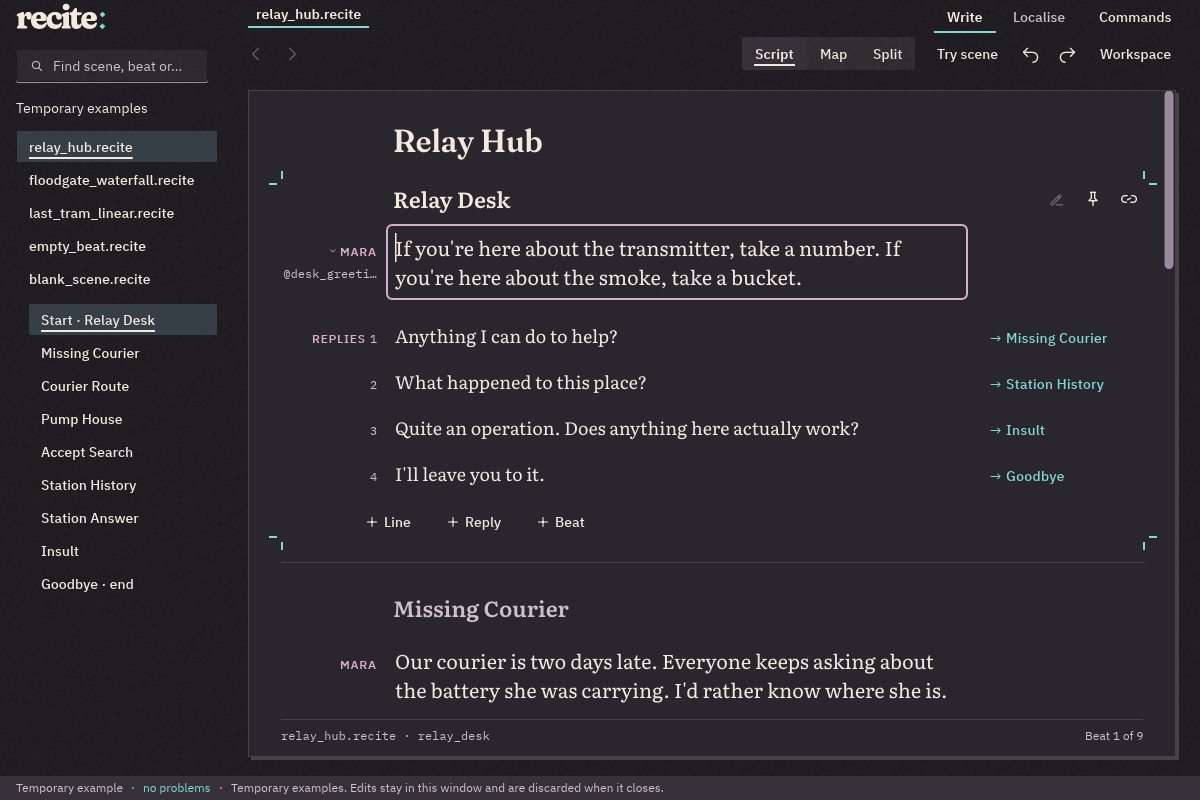 recite:
relay_hub.recite
Write
Localise
Commands
Find scene, beat or...
Script
Map
Split
Try scene
Workspace
Temporary examples
relay_hub.recite
floodgate_waterfall.recite
last_tram_linear.recite
empty_beat.recite
blank_scene.recite
Start · Relay Desk
Missing Courier
Courier Route
Pump House
Accept Search
Station History
Station Answer
Insult
Goodbye · end
Relay Hub
Relay Desk
MARA
@desk_greeti…
If you're here about the transmitter, take a number. If
you're here about the smoke, take a bucket.
REPLIES 1 Anything I can do to help? → Missing Courier
2 What happened to this place? → Station History
3 Quite an operation. Does anything here actually work? → Insult
4 I'll leave you to it. → Goodbye
+ Line + Reply + Beat
Missing Courier
MARA
Our courier is two days late. Everyone keeps asking about
the battery she was carrying. I'd rather know where she is.
relay_hub.recite · relay_desk
Beat 1 of 9
Temporary example · no problems · Temporary examples. Edits stay in this window and are discarded when it closes.